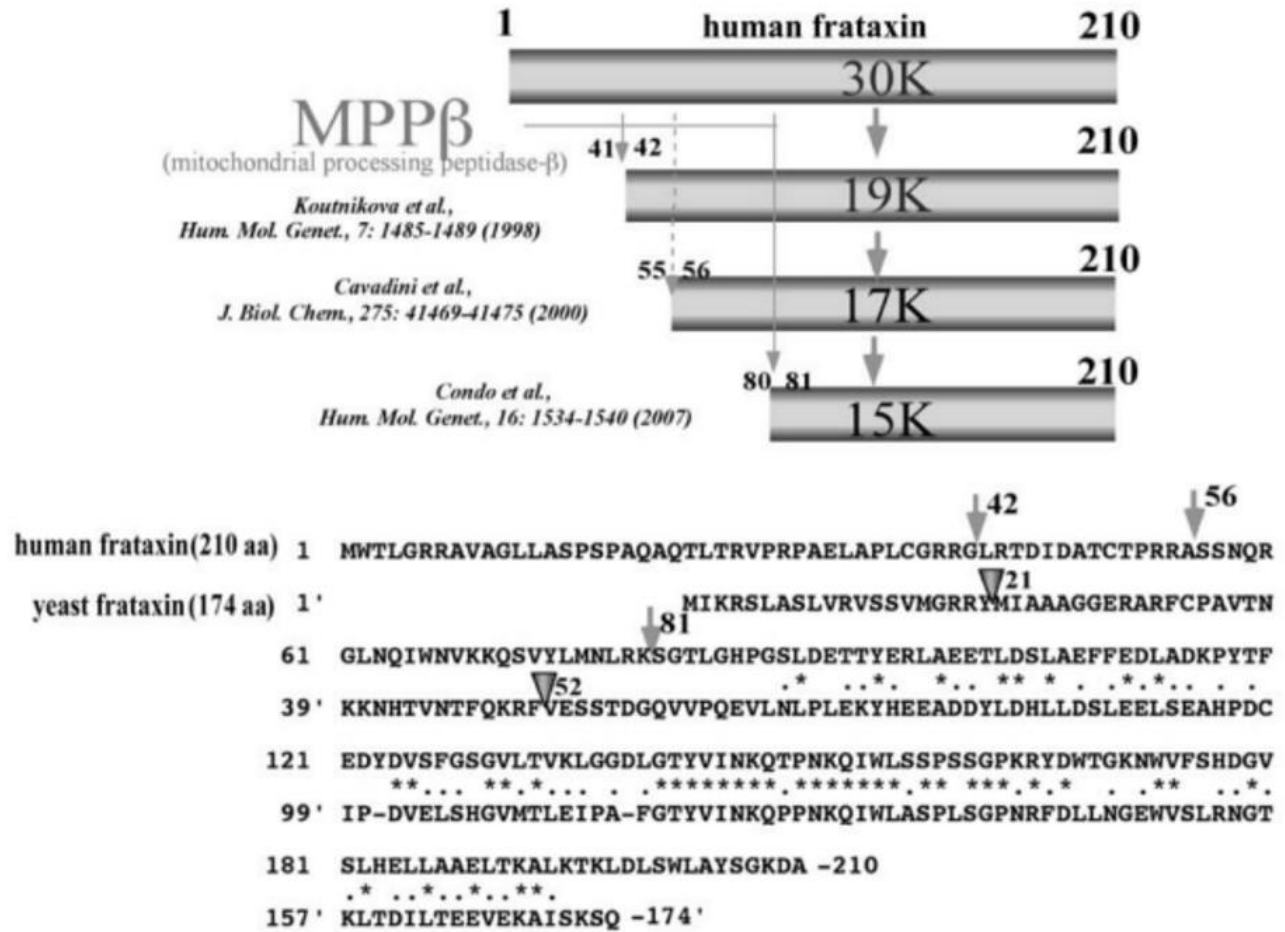 1 human frataxin 210
30K
MPPβ
(mitochondrial processing peptidase-β)
41 42
210
19K
Koutnikova et al.,
Hum. Mol. Genet., 7: 1485-1489 (1998)
55 56
210
17K
Cavadini et al.,
J. Biol. Chem., 275: 41469-41475 (2000)
80 81
210
15K
Condo et al.,
Hum. Mol. Genet., 16: 1534-1540 (2007)
42 56
human frataxin(210 aa) 1 MWTLGRRAVAGLLASPSPAQAQTLTRVPRPAELAPLCGRRGLRTDIDATCTPRRASSNQR
21
yeast frataxin(174 aa) 1' MIKRSLASLVRVSSVMGRRYMIAAAGGERARFCPAVTN
81
61 GLNQIWNVKKQSVYLMNLRKSGTLGHPGSLDETTYERLAEETLDSLAEFFEDLADKPYTF
.* ..*. *.. ** * . .*.*.. . .
52
39' KKNHTVNTFQKRFVESSTDGQVVPQEVLNLPLEKYHEEADDYLDHLLDSLEELSEAHPDC
121 EDYDVSFGSGVLTVKLGGDLGTYVINKQTPNKQIWLSSPSSGPKRYDWTGKNWVFSHDGV
**... **.*... . .********.*******.** ***.*.* . .** ..*.
99' IP-DVELSHGVMTLEIPA-FGTYVINKQPPNKQIWLASPLSGPNRFDLLNGEWVSLRNGT
181 SLHELLAAELTKALKTKLDLSWLAYSGKDA -210
.* ..*..*..**.
157' KLTDILTEEVEKAISKSQ -174'